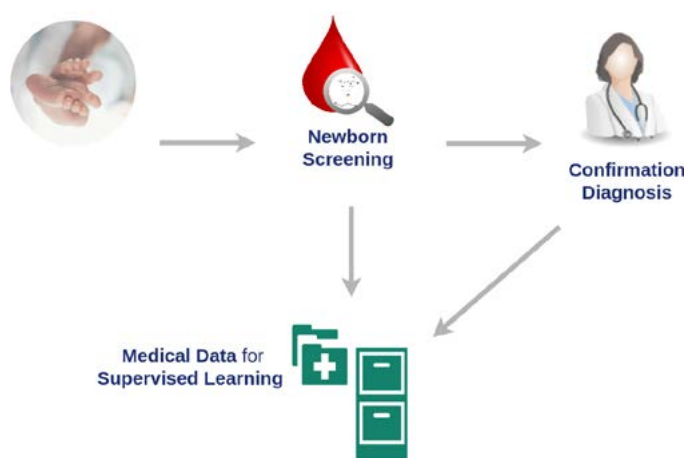 Newborn
Screening
Confirmation
Diagnosis
Medical Data for
Supervised Learning